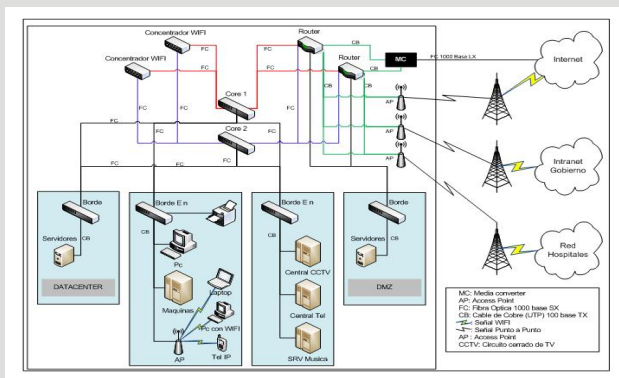 Concentrador WIFI
Concentrador WIFI
Router
Router
FC
FC
FC
FC
FC
FC
FC
CB
CB
CB
CB
CB
MC
FC 1000 Base LX
Internet
Core 1
Core 2
AP
AP
AP
FC
FC
FC
FC
FC
Intranet
Gobierno
Red
Hospitales
Borde
CB
Servidores
DATACENTER
Borde E n
CB
Pc
Maquinas
Laptop
Pc con WIFI
AP
Tel IP
Borde E n
CB
Central CCTV
Central Tel
SRV Musica
Borde
CB
Servidores
DMZ
MC: Media converter
AP: Access Point
FC: Fibra Optica 1000 base SX
CB: Cable de Cobre (UTP) 100 base TX
Señal WIFI
Señal Punto a Punto
AP : Access Point
CCTV: Circuito cerrado de TV